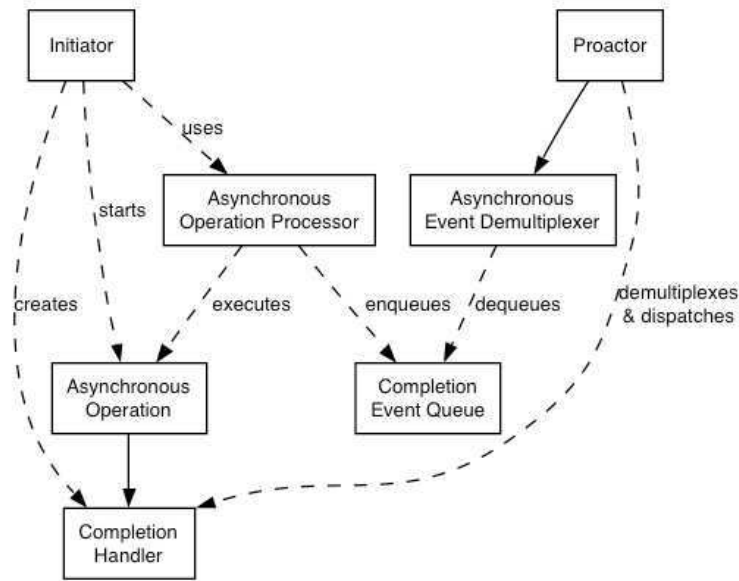 Initiator
Proactor
uses
Asynchronous
Operation Processor
Asynchronous
Event Demultiplexer
starts
creates
executes
enqueues
dequeues
demultiplexes
& dispatches
Asynchronous
Operation
Completion
Event Queue
Completion
Handler